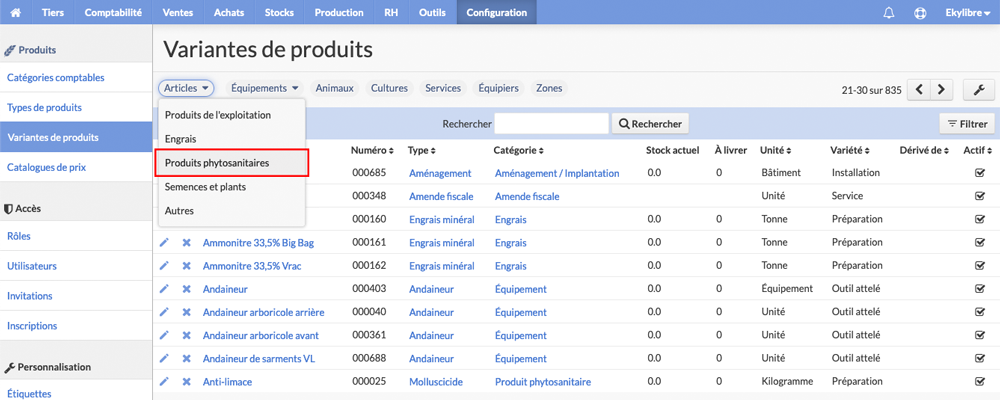 Tiers Comptabilité Ventes Achats Stocks Production RH Outils Configuration Ekylibre
Produits
Catégories comptables
Types de produits
Variantes de produits
Catalogues de prix
Accès
Rôles
Utilisateurs
Invitations
Inscriptions
Personnalisation
Étiquettes
Variantes de produits
Articles Équipements Animaux Cultures Services Équipiers Zones 21-30 sur 835
Produits de l'exploitation
Engrais
Produits phytosanitaires
Semences et plants
Autres
Rechercher Rechercher Filtrer
Numéro Type Catégorie Stock actuel À livrer Unité Variété Dérivé de Actif
000685 Aménagement Aménagement / Implantation 0.0 0 Bâtiment Installation
000348 Amende fiscale Amende fiscale Unité Service
000160 Engrais minéral Engrais 0.0 0 Tonne Préparation
Ammonitre 33,5% Big Bag 000161 Engrais minéral Engrais 0.0 0 Tonne Préparation
Ammonitre 33,5% Vrac 000162 Engrais minéral Engrais 0.0 0 Tonne Préparation
Andaineur 000403 Andaineur Équipement 0.0 0 Équipement Outil attelé
Andaineur arboricole arrière 000040 Andaineur Équipement 0.0 0 Unité Outil attelé
Andaineur arboricole avant 000361 Andaineur Équipement 0.0 0 Unité Outil attelé
Andaineur de sarments VL 000688 Andaineur Équipement 0.0 0 Unité Outil attelé
Anti-limace 000025 Molluscicide Produit phytosanitaire 0.0 0 Kilogramme Préparation